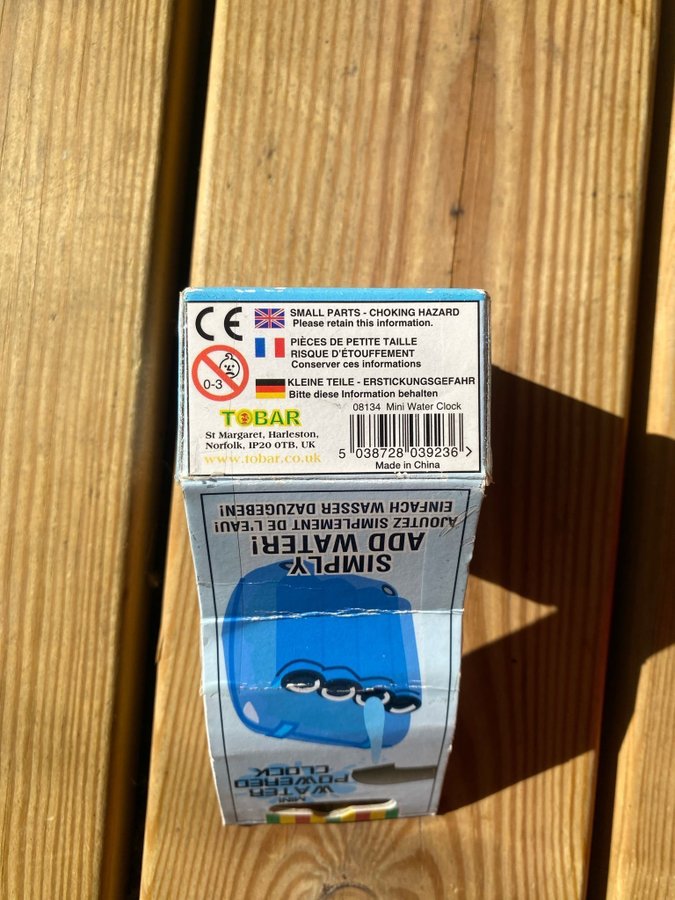 CE
SMALL PARTS - CHOKING HAZARD
Please retain this information.
PIÈCES DE PETITE TAILLE
RISQUE D'ÉTOUFFEMENT
Conserver ces informations
0-3
KLEINE TEILE - ERSTICKUNGSGEFAHR
Bitte diese Information behalten
TOBAR
St Margaret, Harleston,
Norfolk, IP20 0TB, UK
www.tobar.co.uk
08134 Mini Water Clock
5 038728 039236 >
Made in China
MINI
WATER
POWERED
CLOCK
SIMPLY
ADD WATER!
AJOUTEZ SIMPLEMENT DE L'EAU!
EINFACH WASSER DAZUGEBEN!